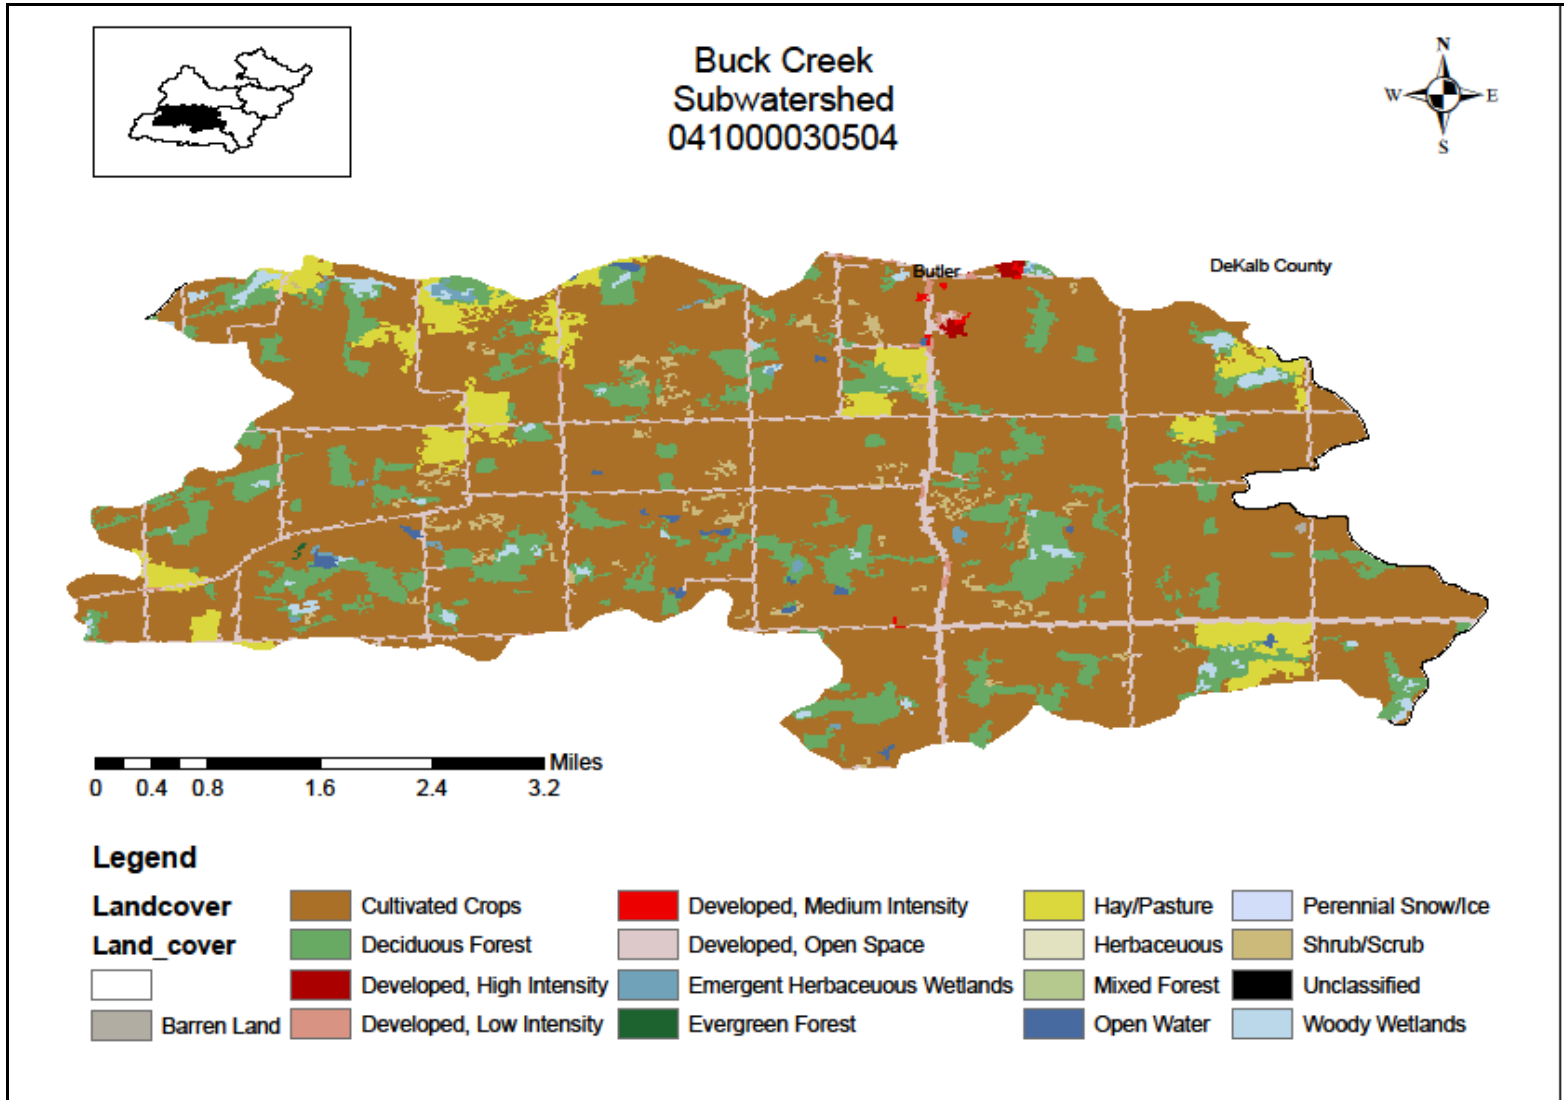 Buck Creek
Subwatershed
041000030504
N
W E
S
Butler
DeKalb County
Miles
0 0.4 0.8 1.6 2.4 3.2
Legend
Landcover
Land_cover
Barren Land
Cultivated Crops
Deciduous Forest
Developed, High Intensity
Developed, Low Intensity
Developed, Medium Intensity
Developed, Open Space
Emergent Herbaceuous Wetlands
Evergreen Forest
Hay/Pasture
Herbaceuous
Mixed Forest
Open Water
Perennial Snow/Ice
Shrub/Scrub
Unclassified
Woody Wetlands